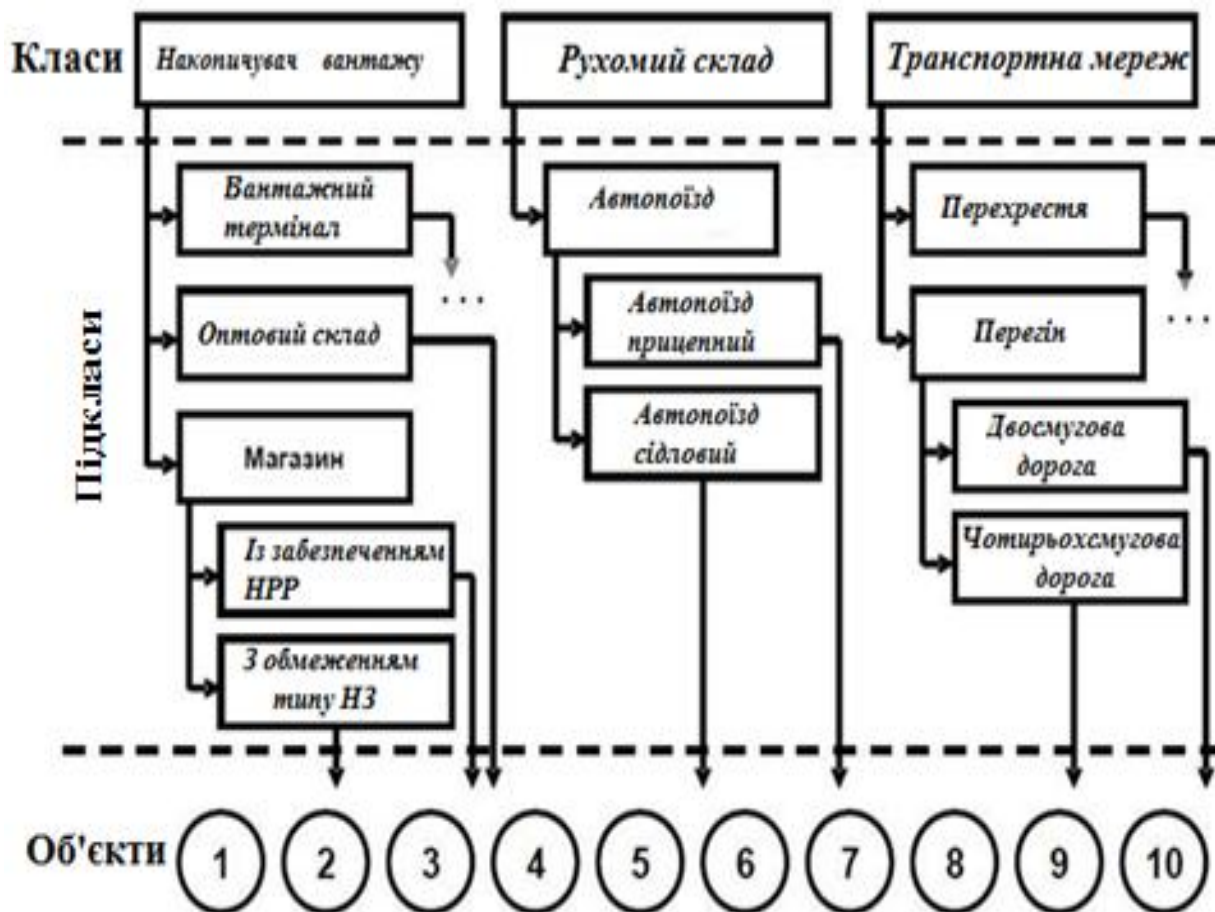 Класи
Накопичувач вантажу
Рухомий склад
Транспортна мереж
Підкласи
Вантажний
термінал
. . .
Оптовий склад
Магазин
Із забезпеченням
НРР
З обмеженням
типу НЗ
Автопоїзд
Автопоїзд
причепний
Автопоїзд
сідловий
Перехрестя
. . .
Перегін
Двосмугова
дорога
Чотирьохсмугова
дорога
Об'єкти
1 2 3 4 5 6 7 8 9 10